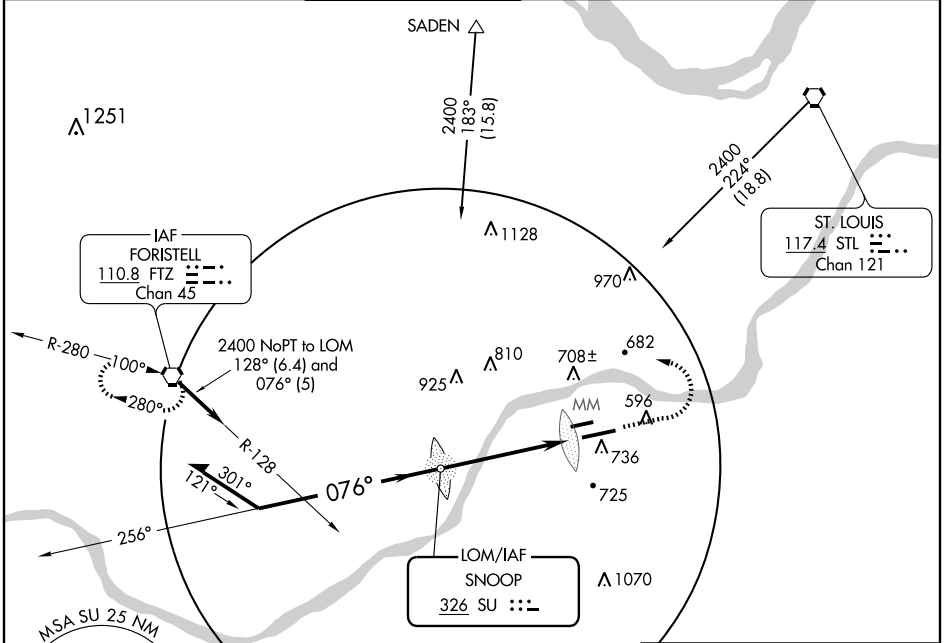 SADEN
2400
183°
(15.8)
1251
2400
224°
(18.8)
ST. LOUIS
117.4 STL
Chan 121
IAF
FORISTELL
110.8 FTZ
Chan 45
1128
970
R-280
100°
280°
2400 NoPT to LOM
128° (6.4) and
076° (5)
682
810
708±
925
596
MM
R-128
736
301°
121°
076°
725
256°
LOM/IAF
SNOOP
326 SU
1070
MSA SU 25 NM